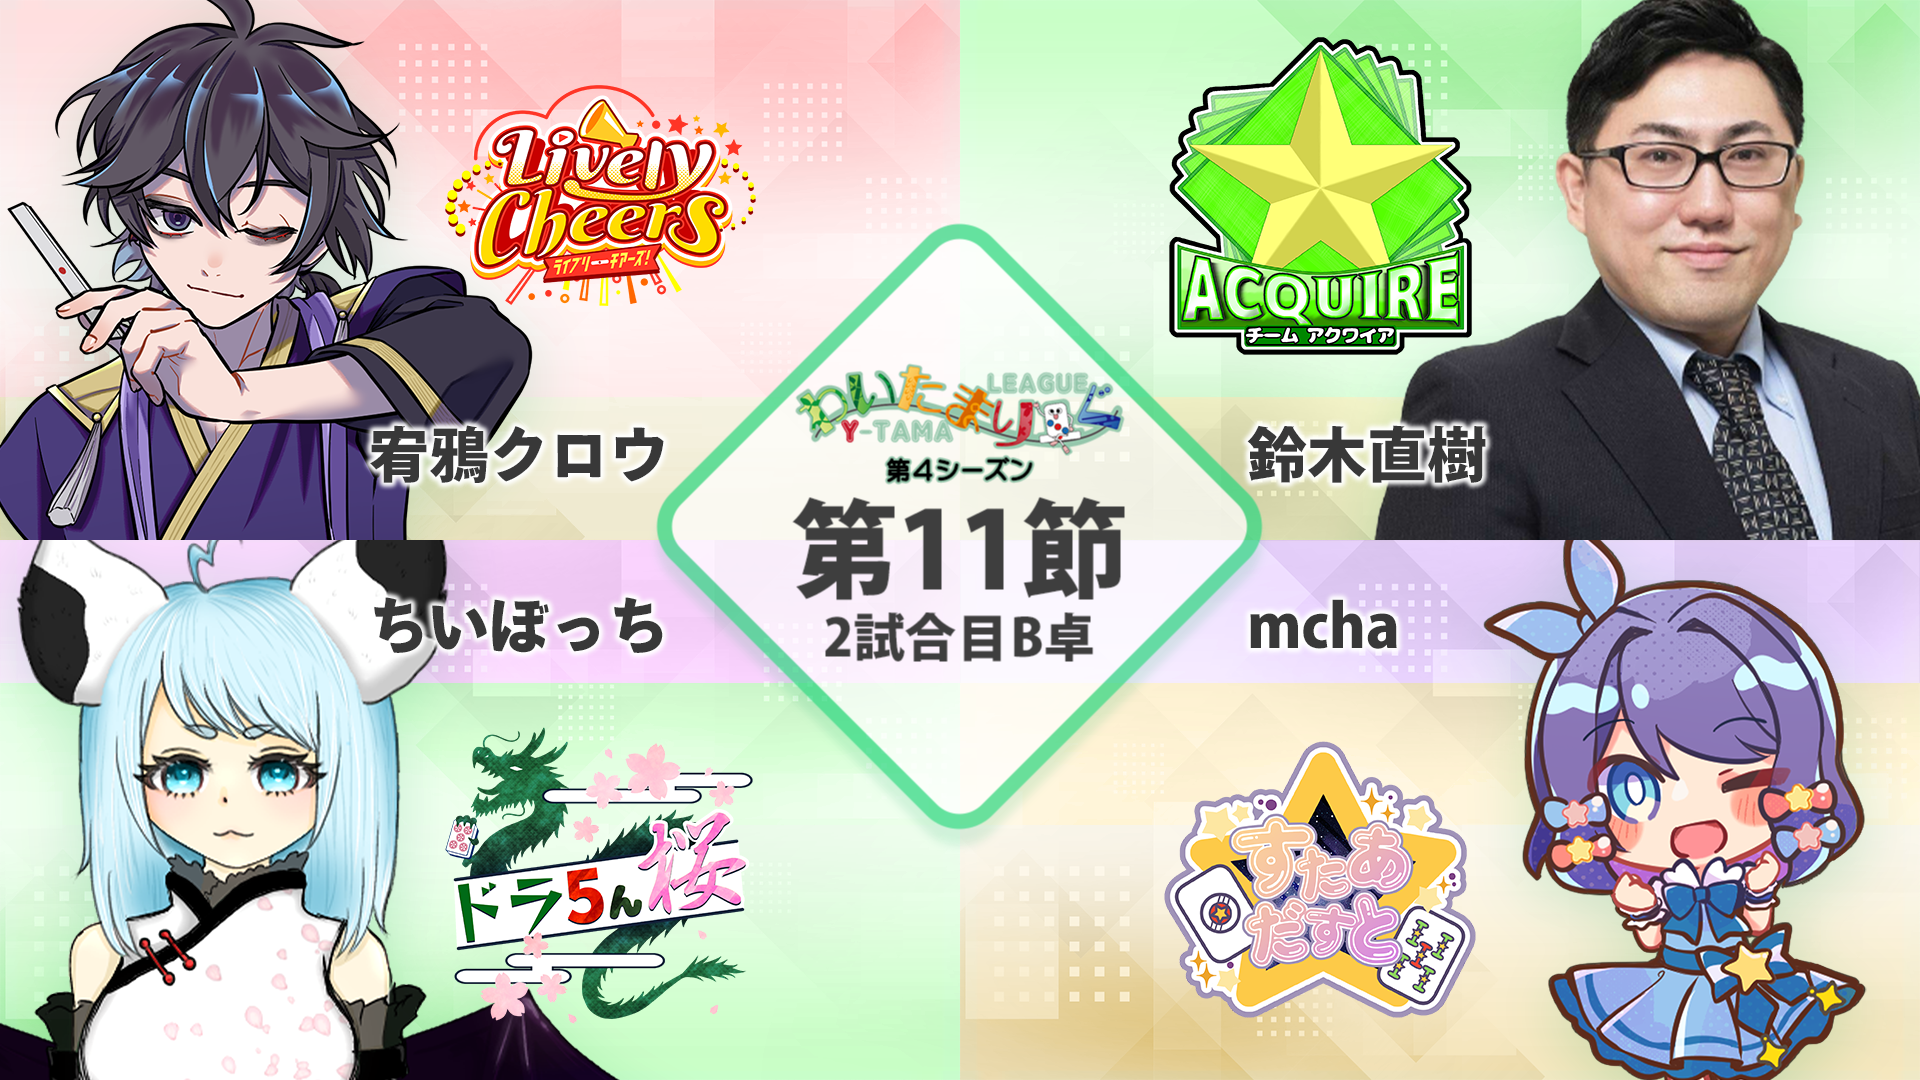 Lively
Cheers
ライブリーチアーズ!
ACQUIRE
チーム アクワイア
宥鴉クロウ
鈴木直樹
わいたまりーぐ
LEAGUE
Y-TAMA
第4シーズン
第11節
2試合目B卓
ちいぼっち
mcha
ドラ5ん桜
すたあ
だすと